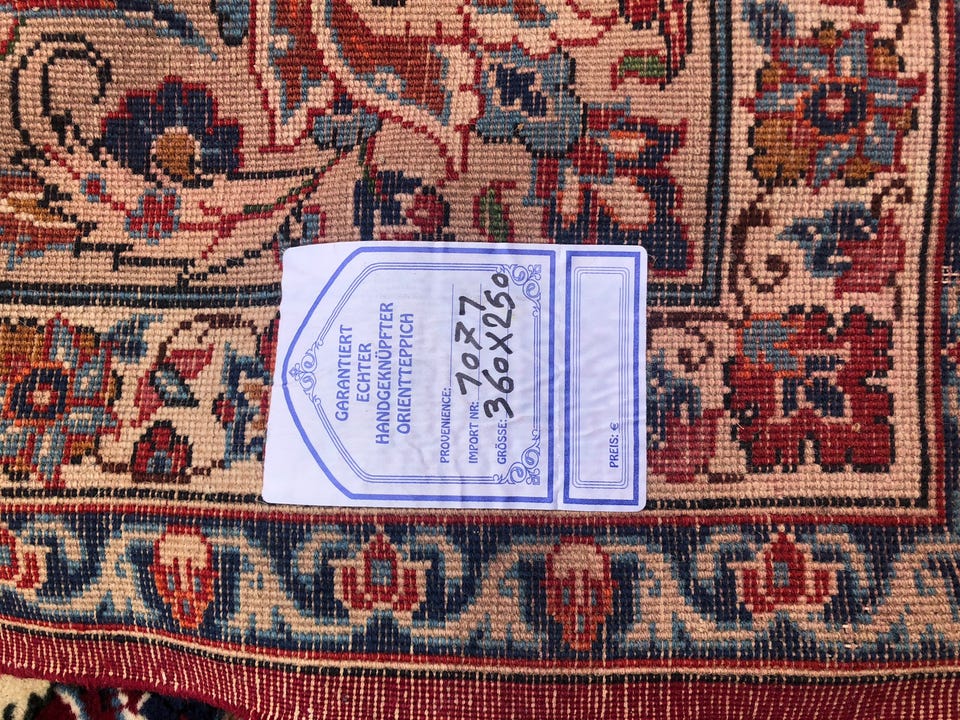 GARANTIERT
ECHTER
HANDGEKNÜPFTER
ORIENTTEPPICH
PROVENIENCE:
IMPORT NR: 7077
GRÖSSE: 360X250
PREIS: €